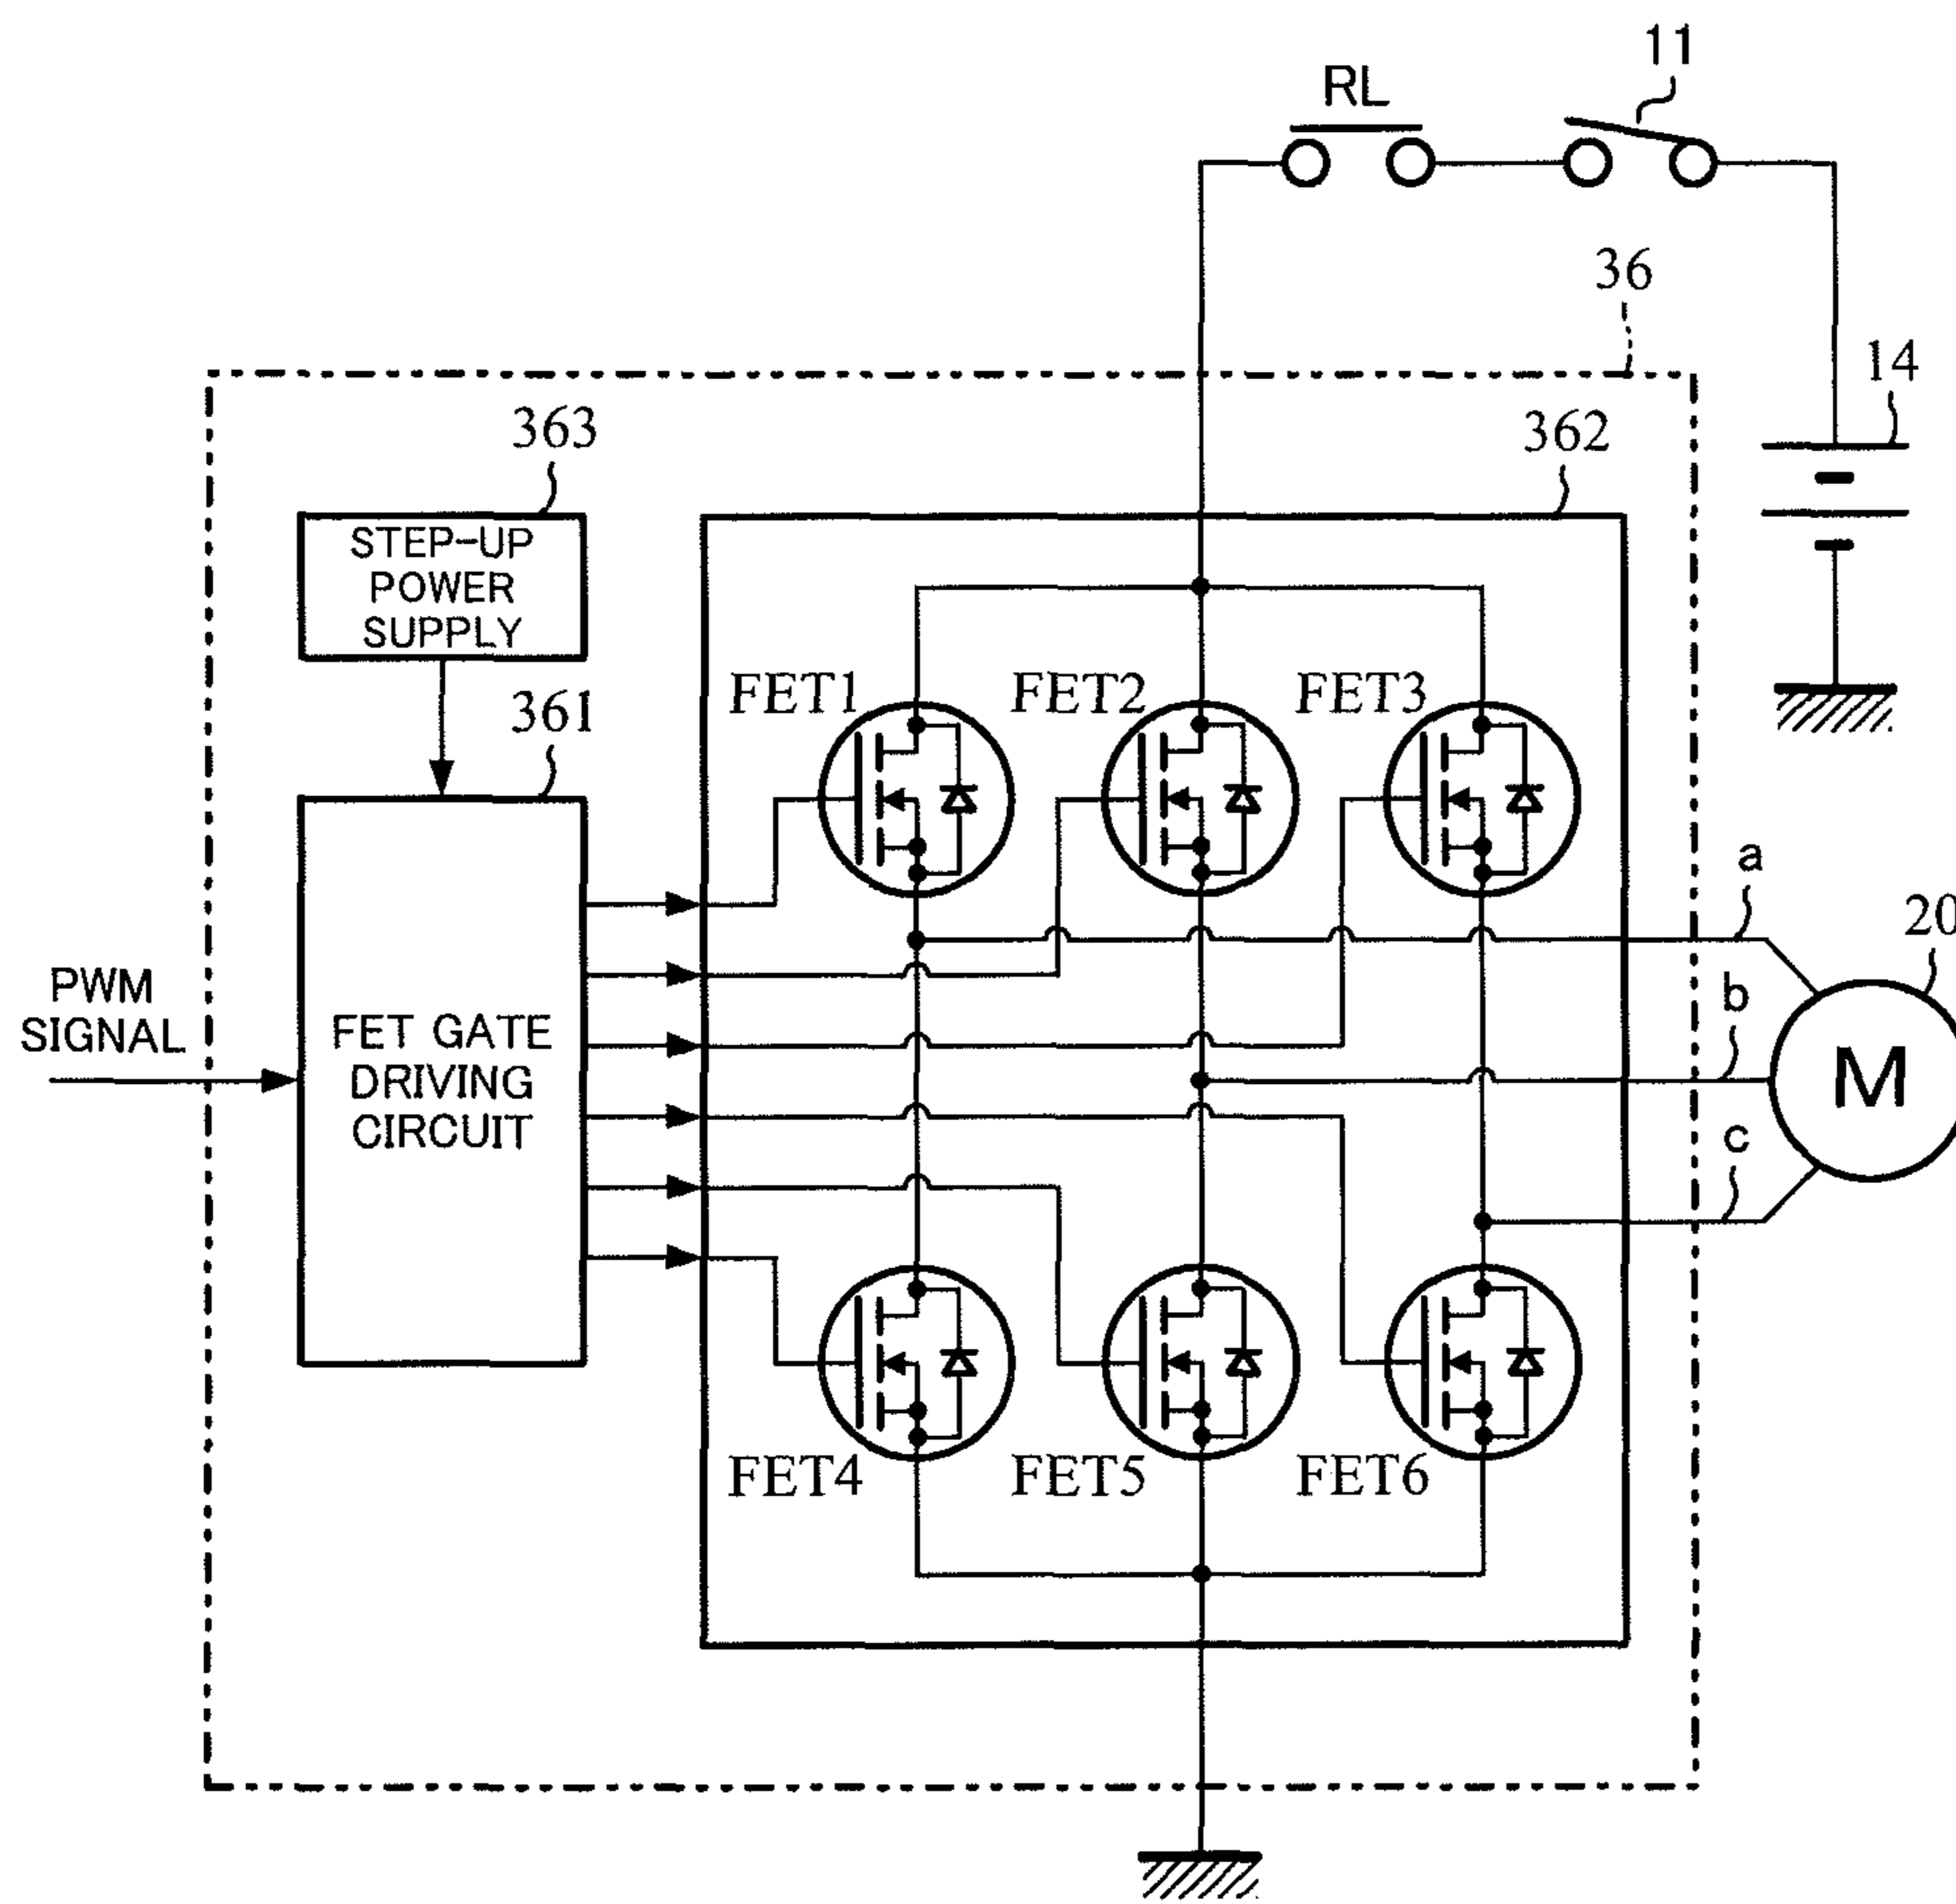 11
RL
36
14
363
362
STEP-UP
POWER
SUPPLY
FET1
FET2
FET3
361
a
20
PWM
SIGNAL
b
FET GATE
DRIVING
CIRCUIT
M
c
FET4
FET5
FET6